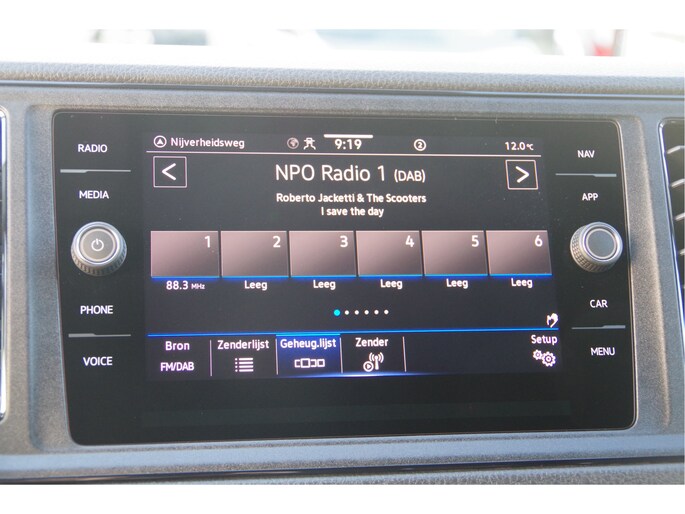 RADIO
MEDIA
PHONE
VOICE
Nijverheidsweg 9:19 2 12.0°C
NPO Radio 1 (DAB)
Roberto Jacketti & The Scooters
I save the day
1 2 3 4 5 6
88.3 MHz Leeg Leeg Leeg Leeg Leeg
Bron Zenderlijst Geheug.lijst Zender Setup
FM/DAB
NAV
APP
CAR
MENU